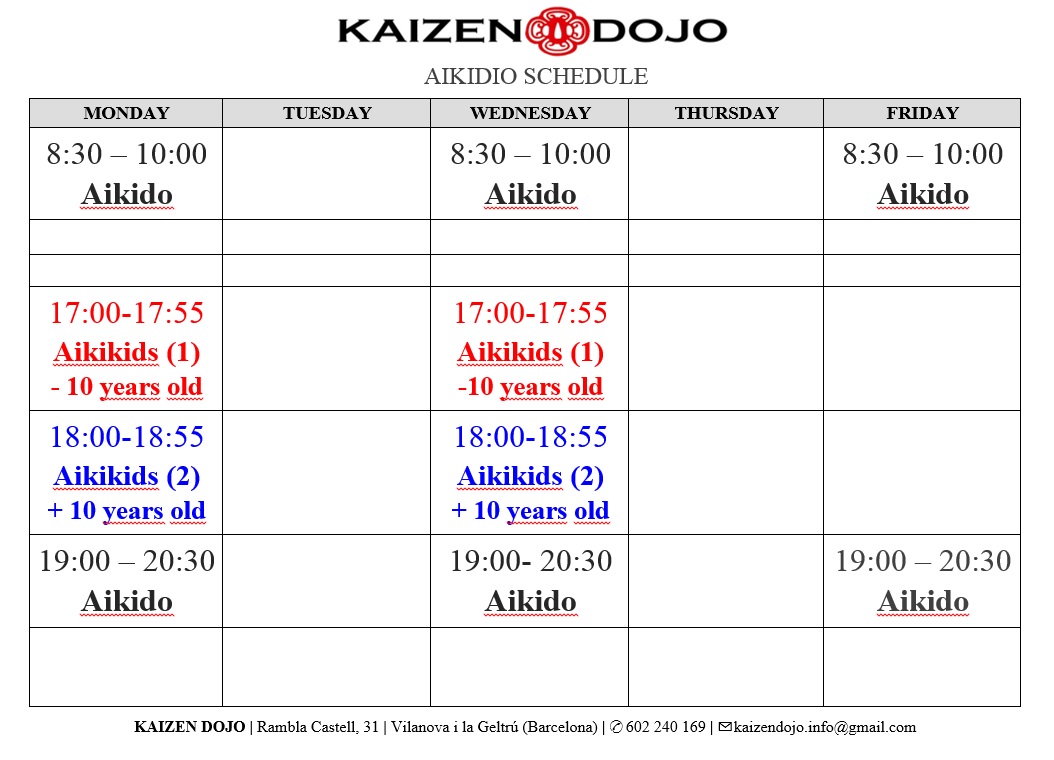 KAIZEN DOJO
AIKIDIO SCHEDULE
MONDAY TUESDAY WEDNESDAY THURSDAY FRIDAY
8:30 – 10:00 8:30 – 10:00 8:30 – 10:00
Aikido Aikido Aikido
17:00-17:55 17:00-17:55
Aikikids (1) Aikikids (1)
- 10 years old -10 years old
18:00-18:55 18:00-18:55
Aikikids (2) Aikikids (2)
+ 10 years old + 10 years old
19:00 – 20:30 19:00- 20:30 19:00 – 20:30
Aikido Aikido Aikido
KAIZEN DOJO | Rambla Castell, 31 | Vilanova i la Geltrú (Barcelona) | ✆ 602 240 169 | ✉kaizendojo.info@gmail.com